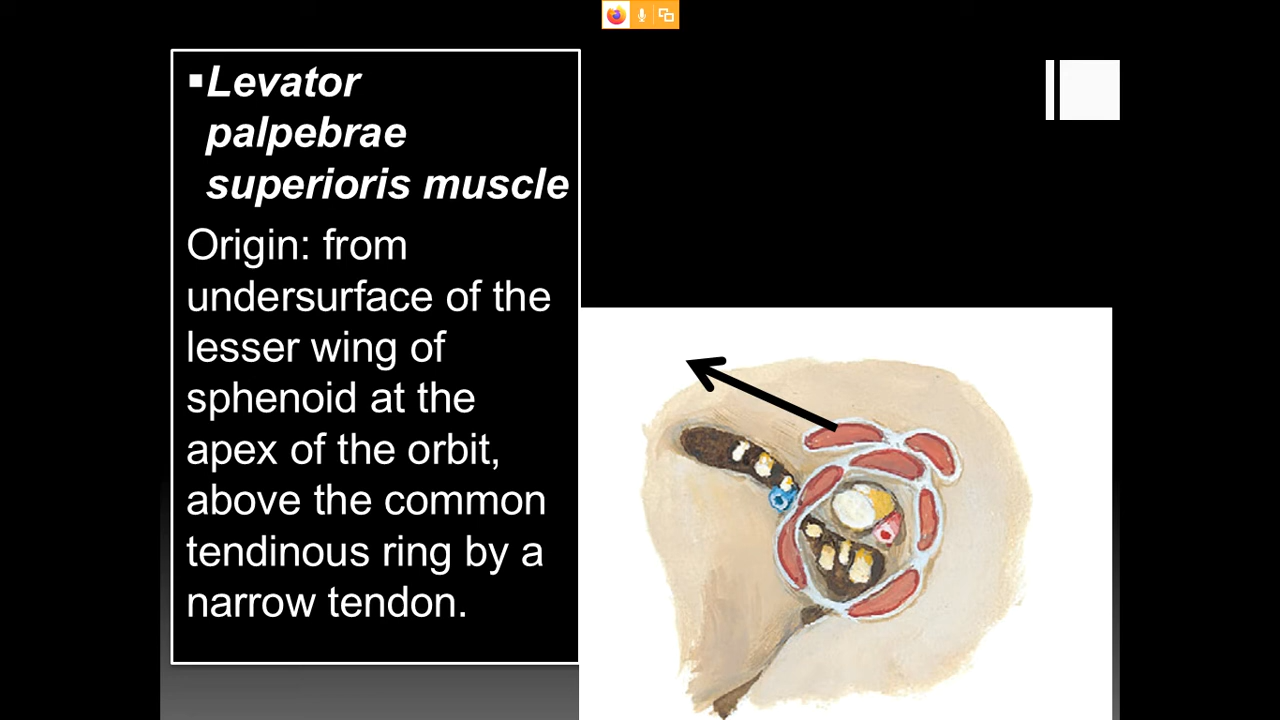 ▪Levator
palpebrae
superioris muscle
Origin: from
undersurface of the
lesser wing of
sphenoid at the
apex of the orbit,
above the common
tendinous ring by a
narrow tendon.